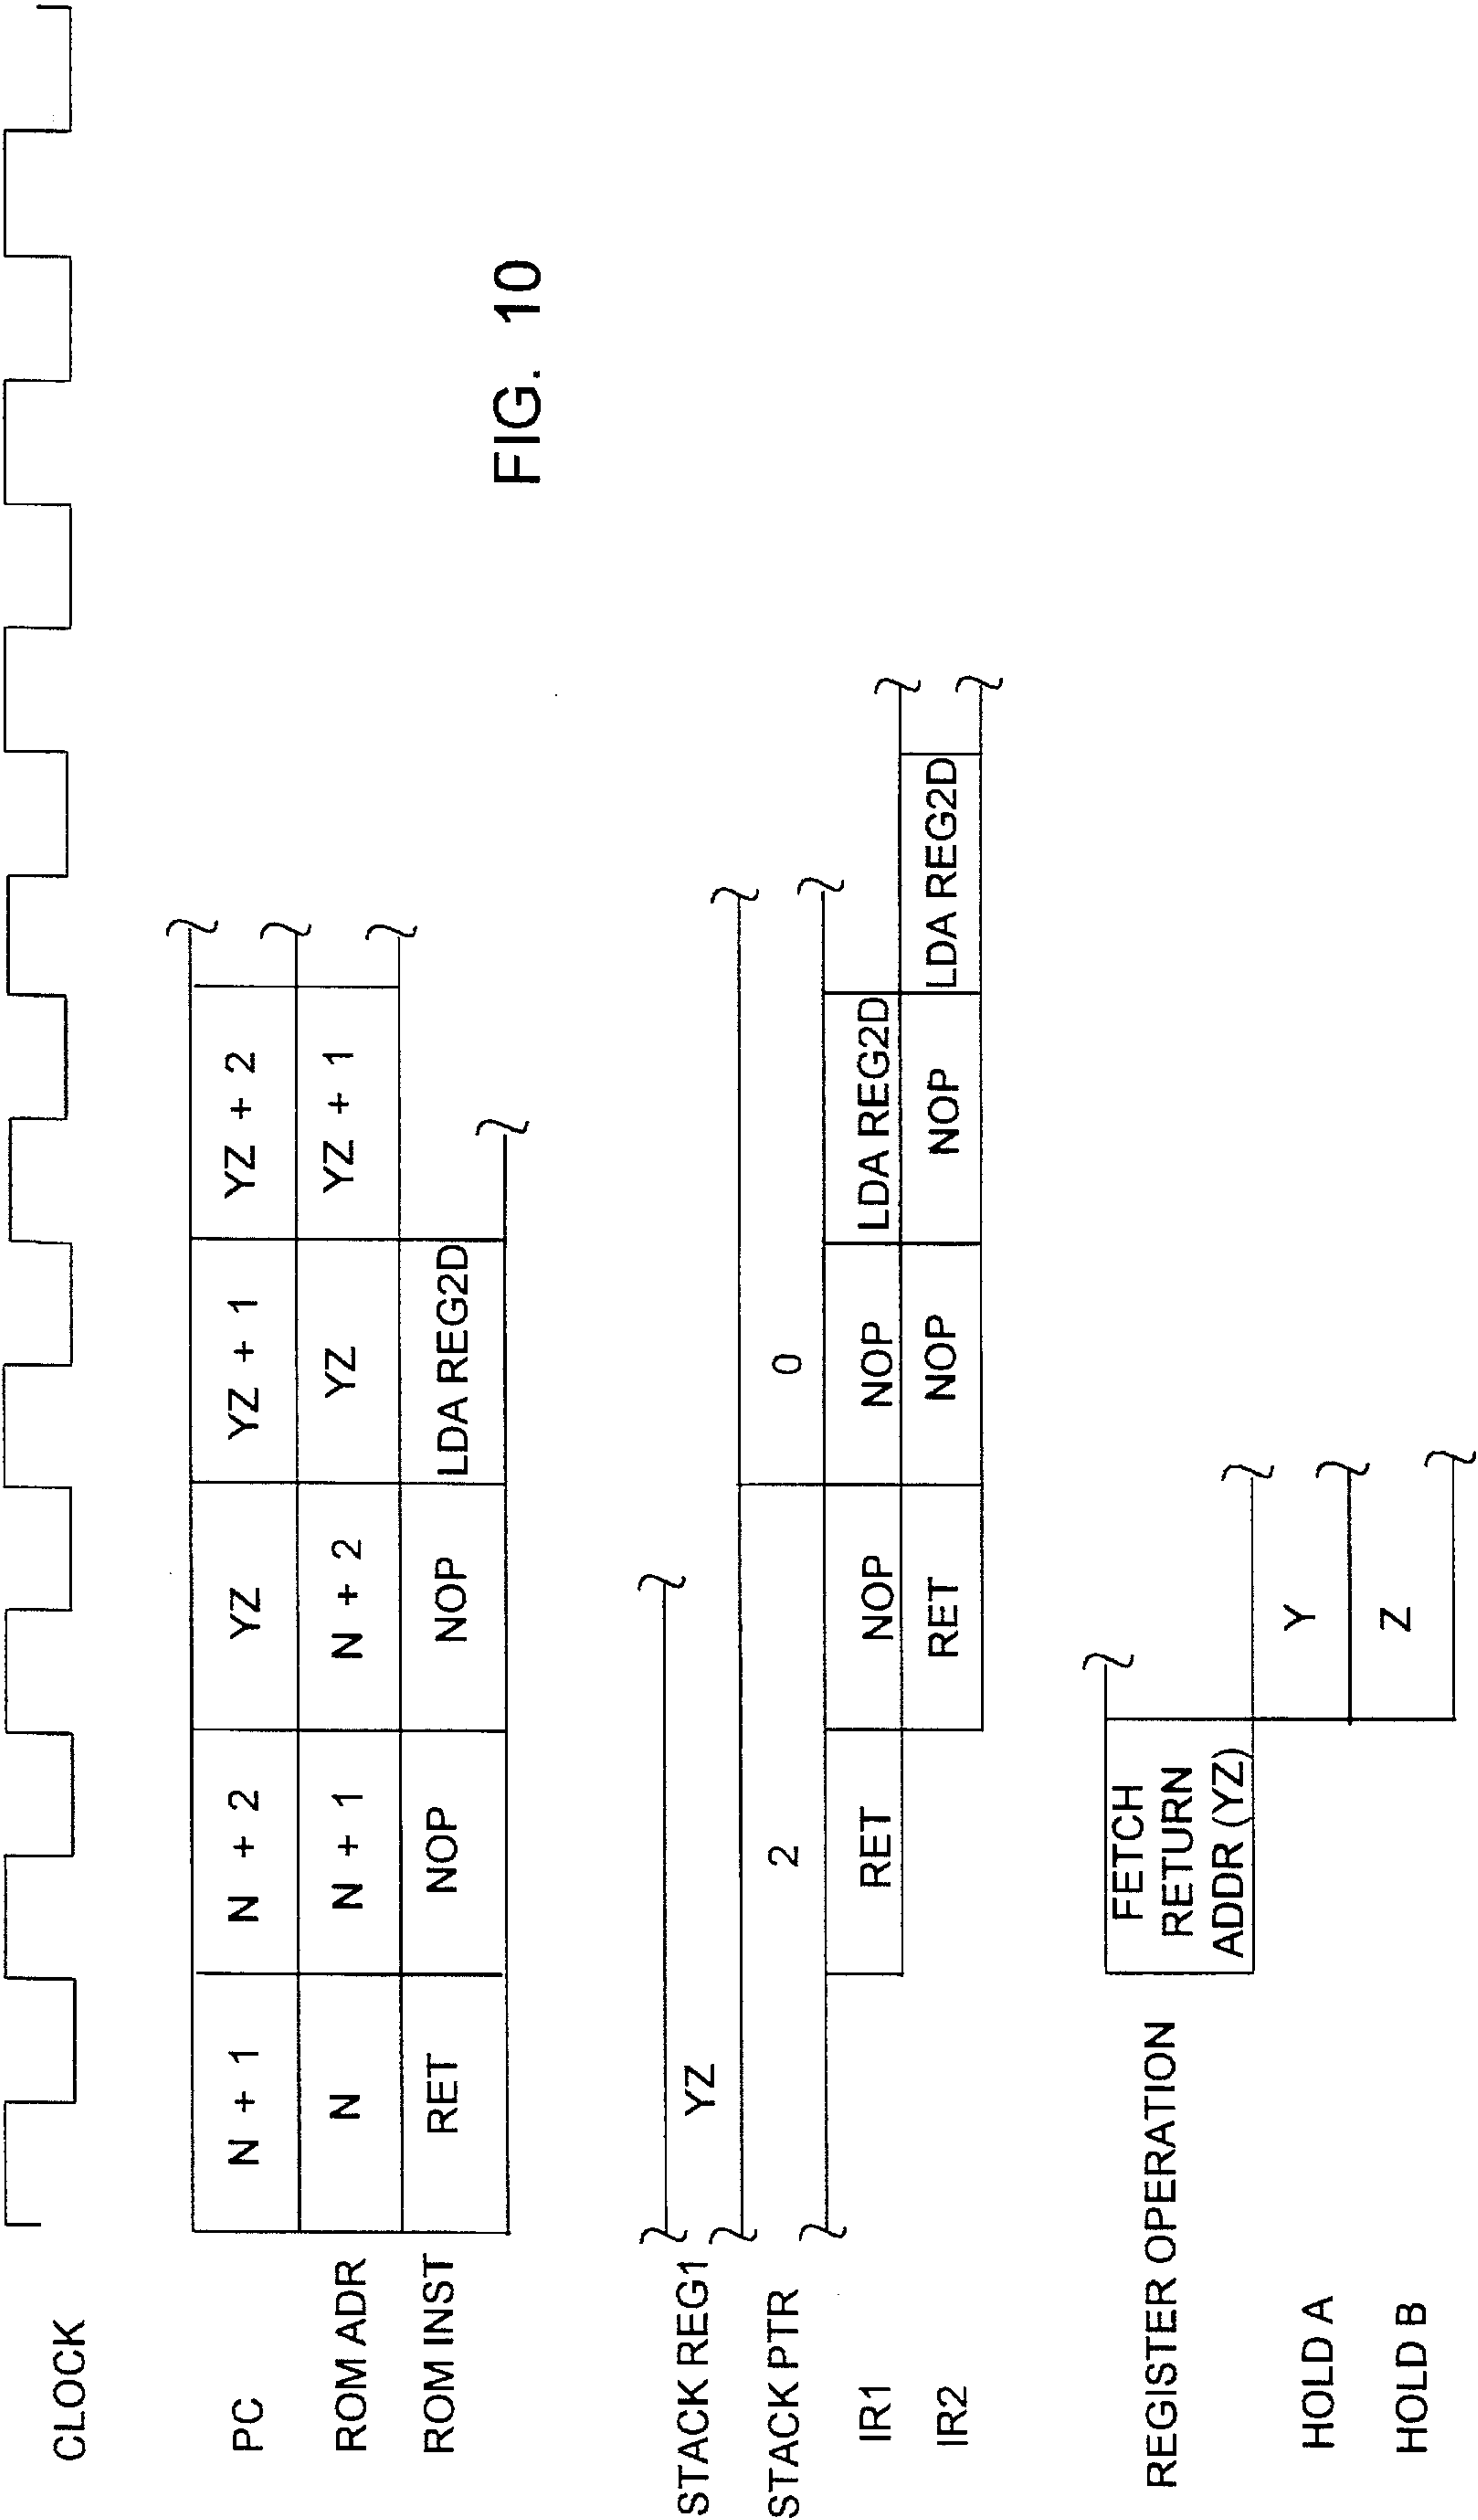 CLOCK
PC N + 1 N + 2 YZ YZ + 1 YZ + 2
ROM ADR N N + 1 N + 2 YZ YZ + 1
ROM INST RET NOP NOP LDA REG2D
FIG. 10
STACK REG1 YZ
STACK PTR 2 0
IR1 RET NOP NOP LDA REG2D
IR2 RET NOP NOP LDA REG2D
REGISTER OPERATION
FETCH
RETURN
ADDR (YZ)
HOLD A Y
HOLD B Z